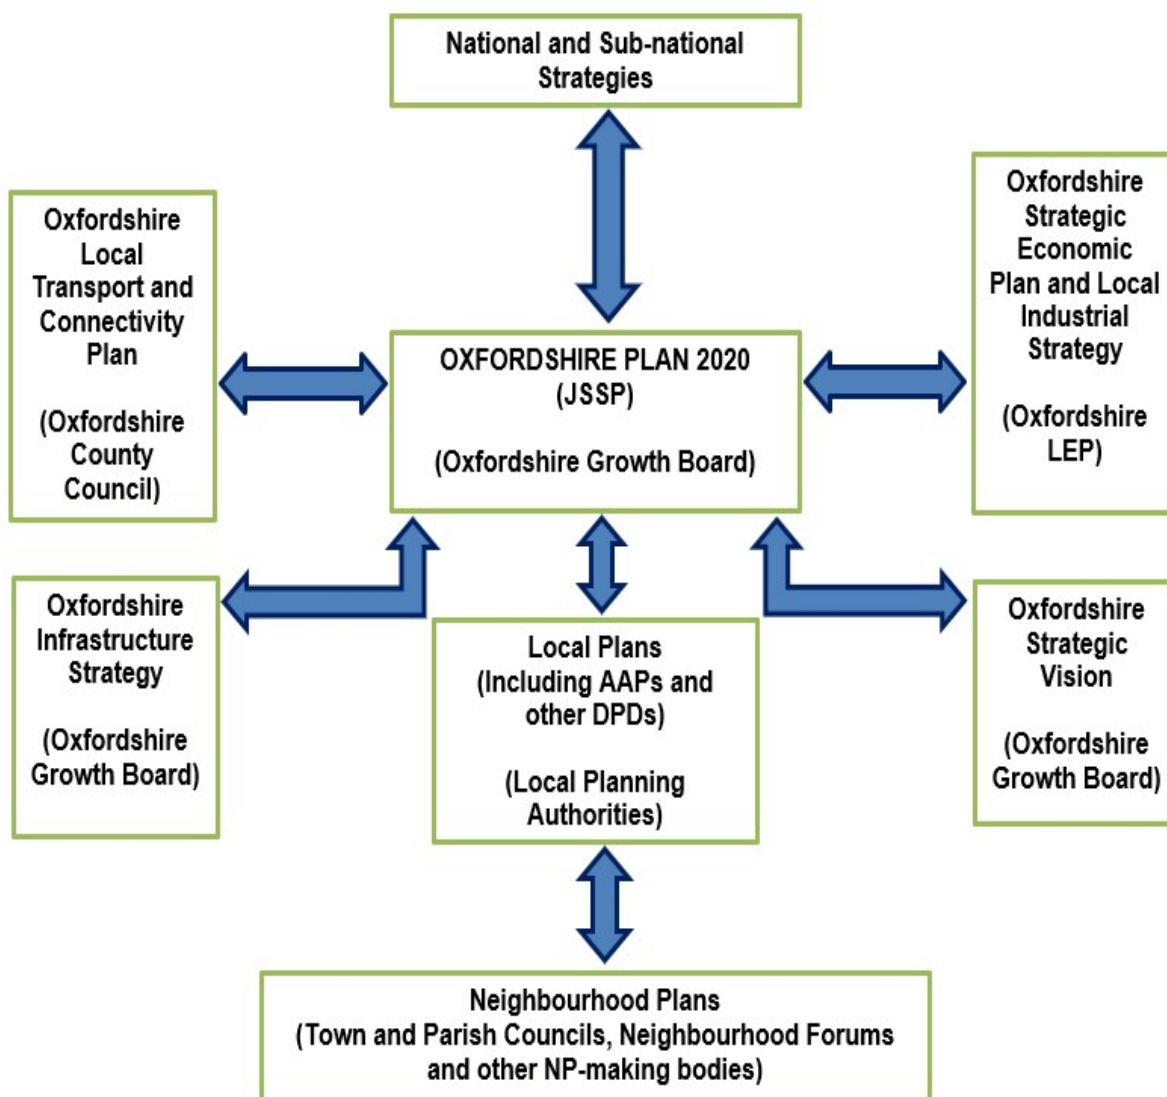 National and Sub-national
Strategies
Oxfordshire
Local
Transport and
Connectivity
Plan
(Oxfordshire
County
Council)
OXFORDSHIRE PLAN 2020
(JSSP)
(Oxfordshire Growth Board)
Oxfordshire
Strategic
Economic
Plan and Local
Industrial
Strategy
(Oxfordshire
LEP)
Oxfordshire
Infrastructure
Strategy
(Oxfordshire
Growth Board)
Local Plans
(Including AAPs and
other DPDs)
(Local Planning
Authorities)
Oxfordshire
Strategic
Vision
(Oxfordshire
Growth Board)
Neighbourhood Plans
(Town and Parish Councils, Neighbourhood Forums
and other NP-making bodies)